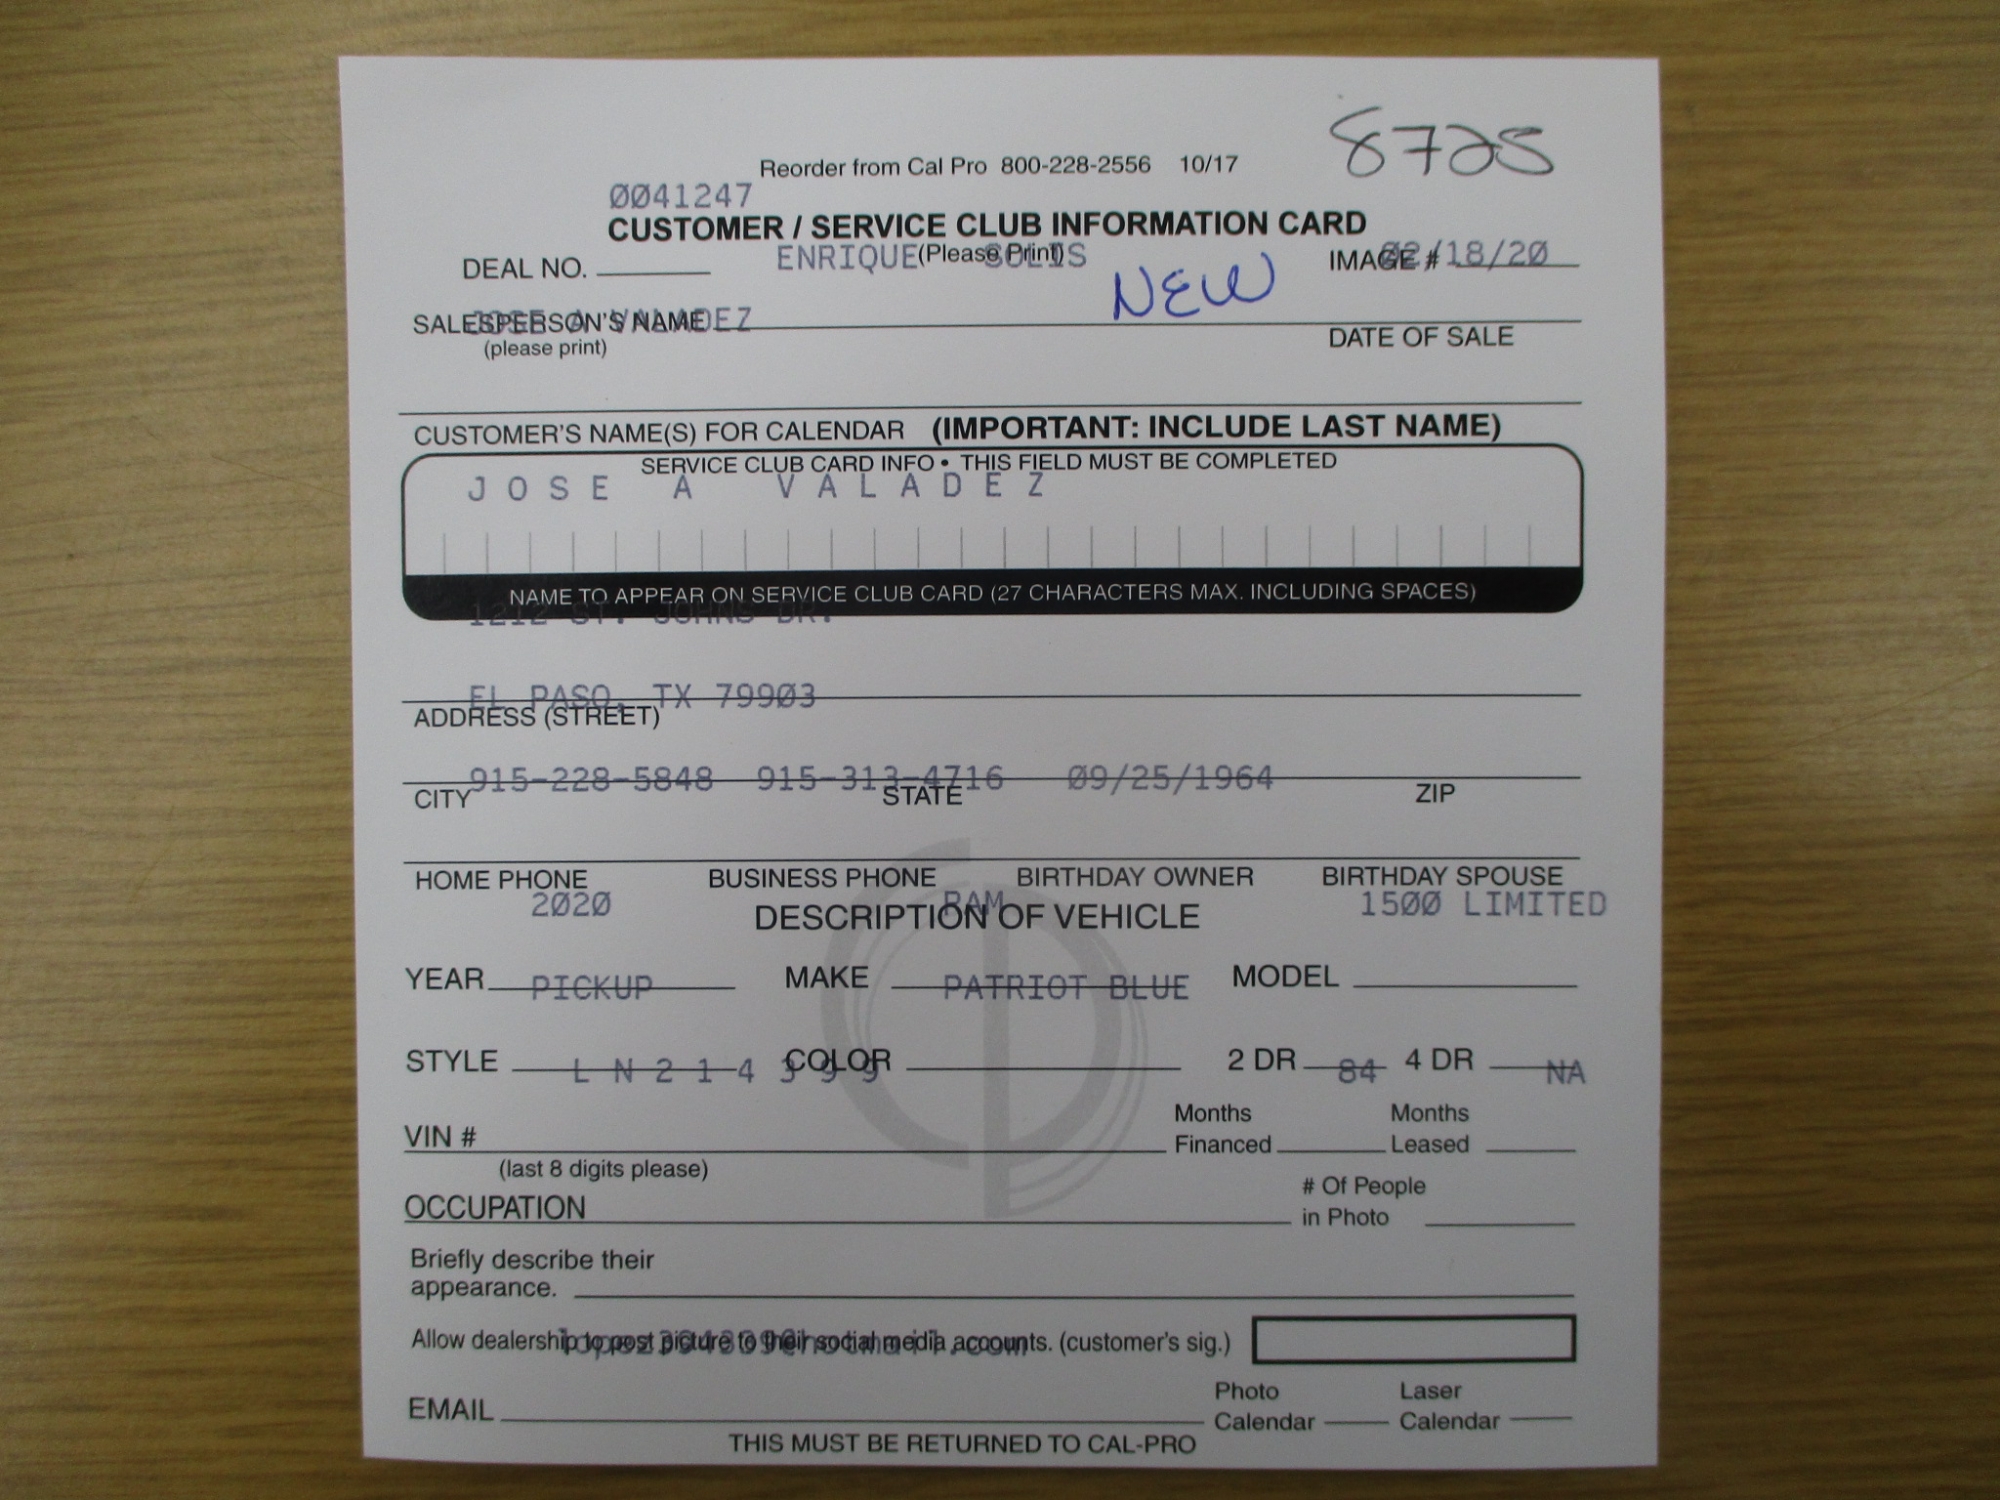 8725
Reorder from Cal Pro 800-228-2556 10/17
0041247
CUSTOMER / SERVICE CLUB INFORMATION CARD
DEAL NO. ENRIQUE (Please Print) SOLIS IMAGE # 02/18/20
NEW
SALESPERSON'S NAME JOSE A VALADEZ
(please print) DATE OF SALE
CUSTOMER'S NAME(S) FOR CALENDAR (IMPORTANT: INCLUDE LAST NAME)
SERVICE CLUB CARD INFO • THIS FIELD MUST BE COMPLETED
JOSE A VALADEZ
NAME TO APPEAR ON SERVICE CLUB CARD (27 CHARACTERS MAX. INCLUDING SPACES)
1212 ST. JOHNS DR.
EL PASO, TX 79903
ADDRESS (STREET)
915-228-5848 915-313-4716 09/25/1964
CITY STATE ZIP
HOME PHONE BUSINESS PHONE BIRTHDAY OWNER BIRTHDAY SPOUSE
2020 RAM 1500 LIMITED
DESCRIPTION OF VEHICLE
YEAR PICKUP MAKE PATRIOT BLUE MODEL
STYLE LN214399 COLOR 2 DR 84 4 DR NA
VIN # Months Financed Months Leased
(last 8 digits please)
OCCUPATION # Of People in Photo
Briefly describe their
appearance.
Allow dealership to post picture to their social media accounts. (customer's sig.)
EMAIL Photo Calendar Laser Calendar
THIS MUST BE RETURNED TO CAL-PRO